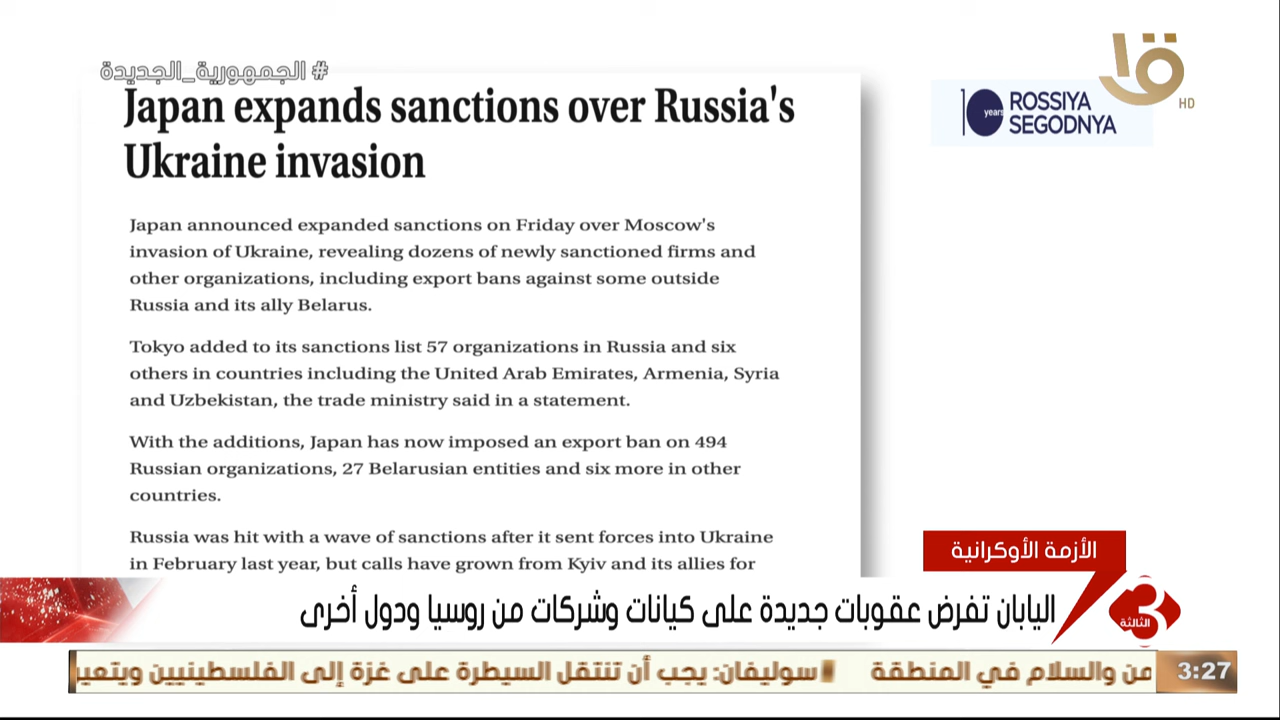 # الجمهورية_الجديدة
HD
10 years ROSSIYA
SEGODNYA
Japan expands sanctions over Russia's
Ukraine invasion
Japan announced expanded sanctions on Friday over Moscow's
invasion of Ukraine, revealing dozens of newly sanctioned firms and
other organizations, including export bans against some outside
Russia and its ally Belarus.
Tokyo added to its sanctions list 57 organizations in Russia and six
others in countries including the United Arab Emirates, Armenia, Syria
and Uzbekistan, the trade ministry said in a statement.
With the additions, Japan has now imposed an export ban on 494
Russian organizations, 27 Belarusian entities and six more in other
countries.
Russia was hit with a wave of sanctions after it sent forces into Ukraine
in February last year, but calls have grown from Kyiv and its allies for
الأزمة الأوكرانية
3 الثالثة
اليابان تفرض عقوبات جديدة على كيانات وشركات من روسيا ودول أخرى
3:27
من والسلام في المنطقة سوليفان: يجب أن تنتقل السيطرة على غزة إلى الفلسطينيين ويتعير